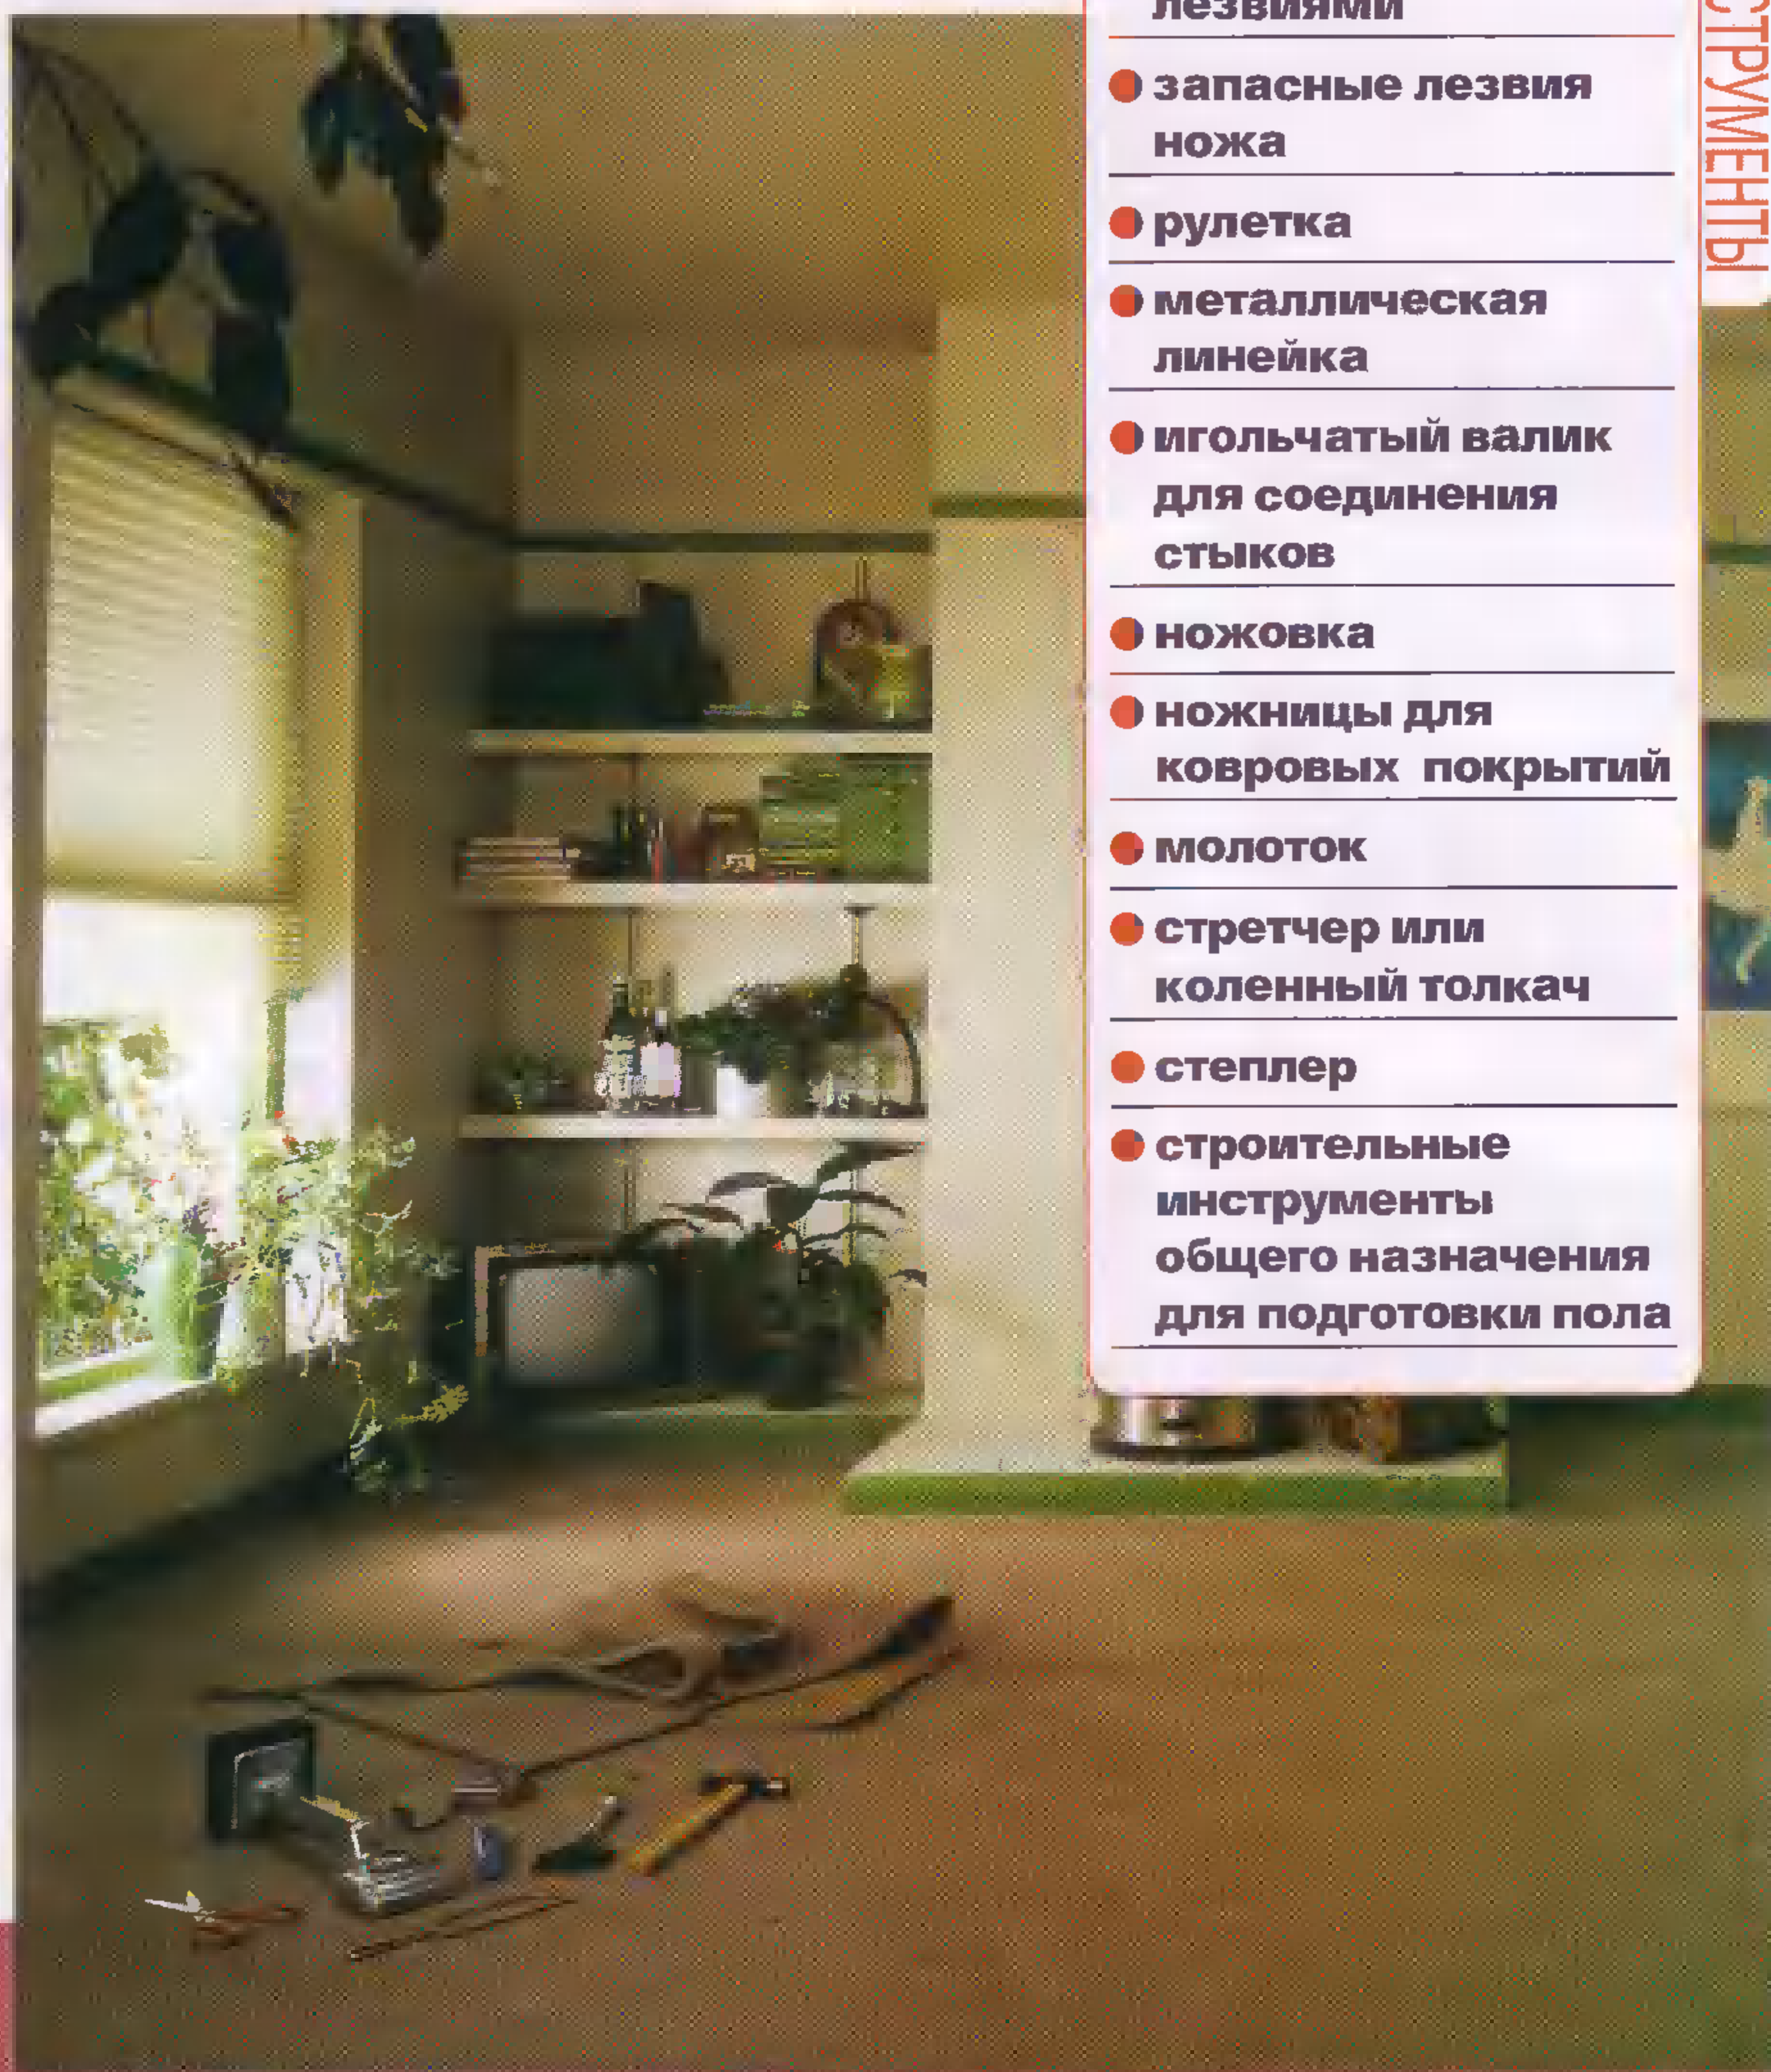 лезвиями
запасные лезвия
ножа
рулетка
металлическая
линейка
игольчатый валик
для соединения
стыков
ножовка
ножницы для
ковровых покрытий
молоток
стретчер или
коленный толкач
степлер
строительные
инструменты
общего назначения
для подготовки пола
СТРУМЕНТЫ